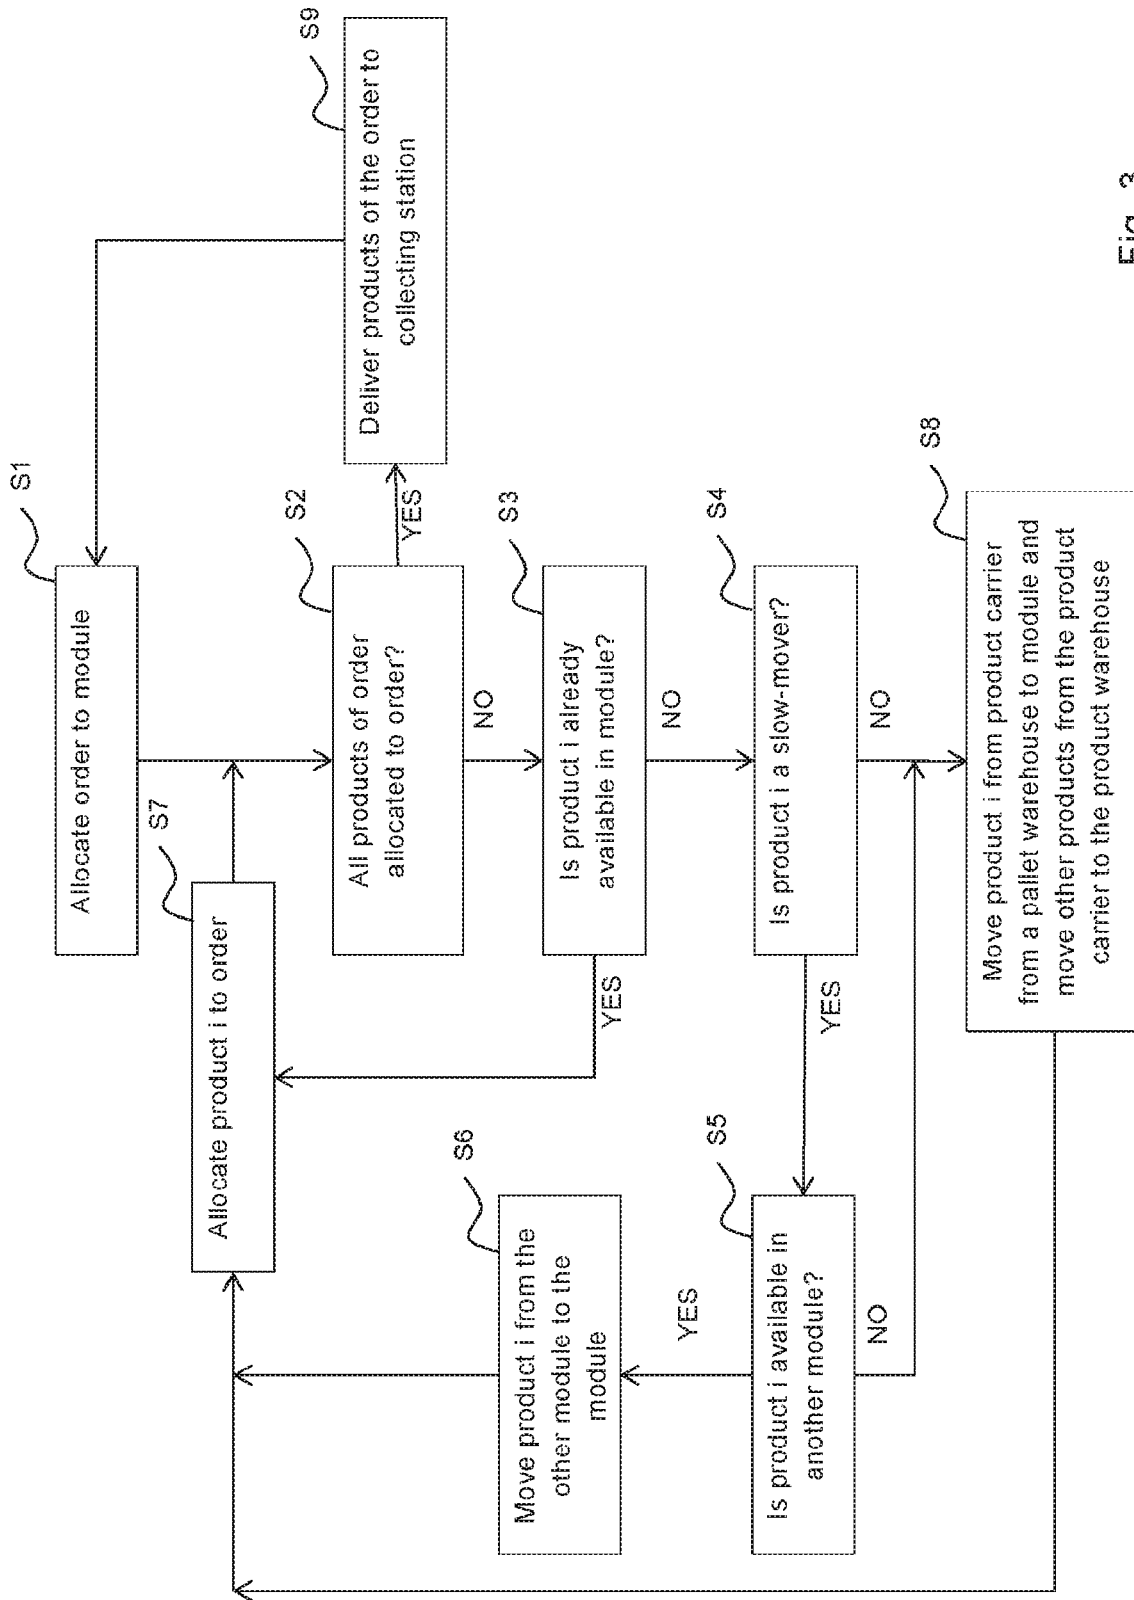 S1
Allocate order to module
S7
Allocate product i to order
S2
All products of order
allocated to order?
YES
S9
Deliver products of the order to
collecting station
NO
S3
Is product i already
available in module?
YES
NO
S4
Is product i a slow-mover?
YES
NO
S5
Is product i available in
another module?
YES
NO
S6
Move product i from the
other module to the
module
S8
Move product i from product carrier
from a pallet warehouse to module and
move other products from the product
carrier to the product warehouse